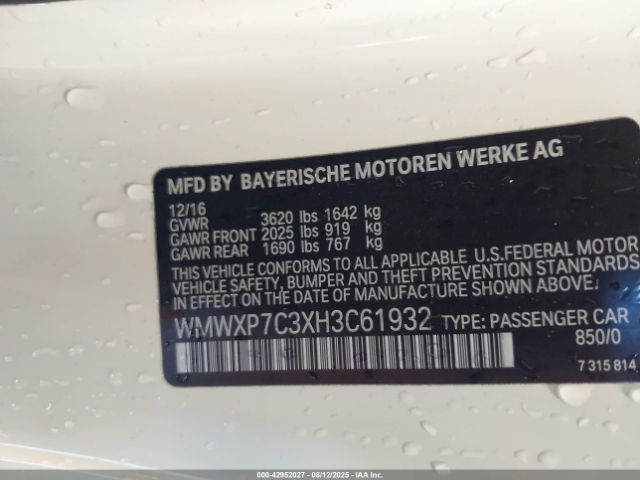 MFD BY BAYERISCHE MOTOREN WERKE AG
12/16
GVWR 3620 lbs 1642 kg
GAWR FRONT 2025 lbs 919 kg
GAWR REAR 1690 lbs 767 kg
THIS VEHICLE CONFORMS TO ALL APPLICABLE U.S.FEDERAL MOTOR
VEHICLE SAFETY, BUMPER AND THEFT PREVENTION STANDARDS
IN EFFECT ON THE DATE OF MANUFACTURE SHOWN ABOVE.
WMWXP7C3XH3C61932 TYPE: PASSENGER CAR
850/0
7 315 814
000-42952027 - 08/12/2025 - IAAI.CA